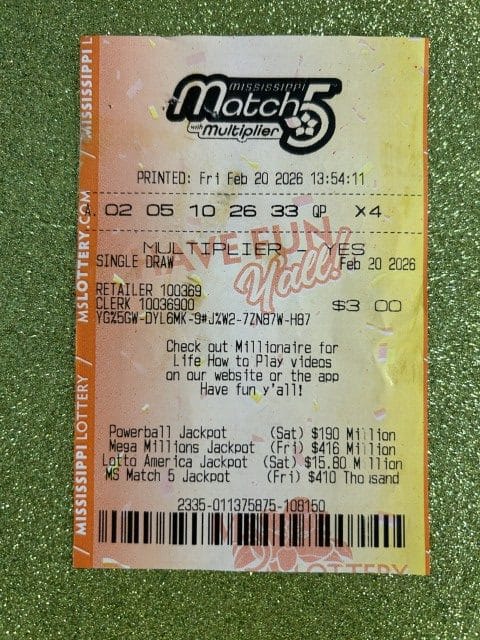 MISSISSIPPI
Match 5
with Multiplier
PRINTED: Fri Feb 20 2026 13:54:11
A. 02 05 10 26 33 QP X4
MULTIPLIER - YES
SINGLE DRAW Feb 20 2026
HAVE FUN
Y'all!
RETAILER 100369
CLERK 10036900 $3 00
YG%5GW-DYL6MK-9#J%W2-7ZN87W-H87
Check out Millionaire for
Life How to Play videos
on our website or the app
Have fun y'all!
Powerball Jackpot (Sat) $190 Million
Mega Millions Jackpot (Fri) $416 Million
Lotto America Jackpot (Sat) $15.80 M llion
MS Match 5 Jackpot (Fri) $410 Thousand
2335-011375875-108150
LOTTERY
/ MISSISSIPPI LOTTERY / MSLOTTERY.COM / MISSISSIPPI L